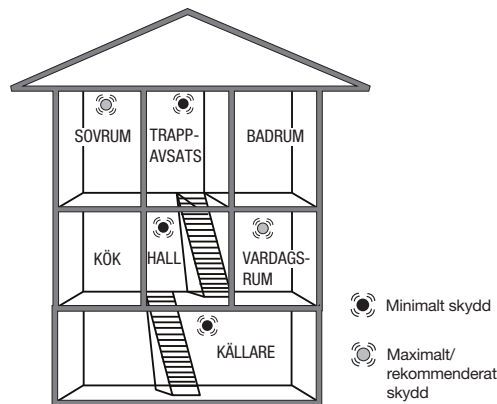 SOVRUM
TRAPP-
AVSATS
BADRUM
KÖK
HALL
VARDAGS-
RUM
KÄLLARE
Minimalt skydd
Maximalt/
rekommenderat
skydd